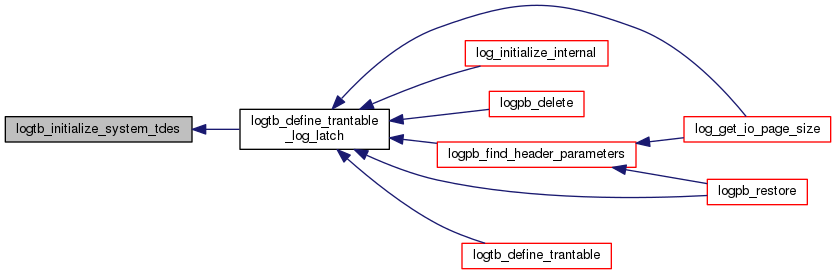 logtb_initialize_system_tdes
logtb_define_trantable
_log_latch
log_initialize_internal
logpb_delete
logpb_find_header_parameters
log_get_io_page_size
logpb_restore
logtb_define_trantable